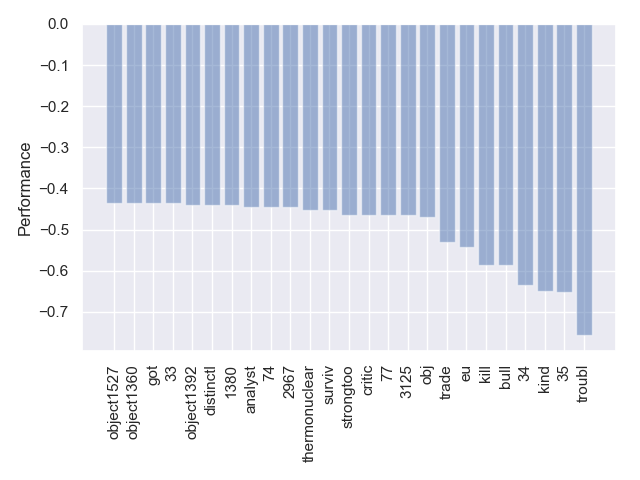 0.0
−0.1
−0.2
−0.3
−0.4
−0.5
−0.6
−0.7
Performance
object1527
object1360
got
33
object1392
distinctl
1380
analyst
74
2967
thermonuclear
surviv
strongtoo
critic
77
3125
obj
trade
eu
kill
bull
34
kind
35
troubl